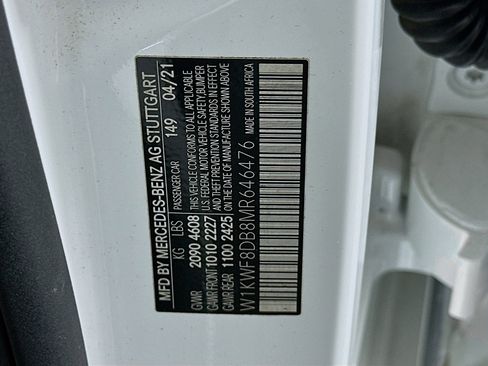 MFD BY MERCEDES-BENZ AG STUTTGART
PASSENGER CAR 149 04/21
KG LBS
GVWR 2090 4608
GAWR FRONT 1010 2227
GAWR REAR 1100 2425
THIS VEHICLE CONFORMS TO ALL APPLICABLE
U.S. FEDERAL MOTOR VEHICLE SAFETY/BUMPER
AND THEFT PREVENTION STANDARDS IN EFFECT
ON THE DATE OF MANUFACTURE SHOWN ABOVE
MADE IN SOUTH AFRICA
W1KWF8DB8MR646476